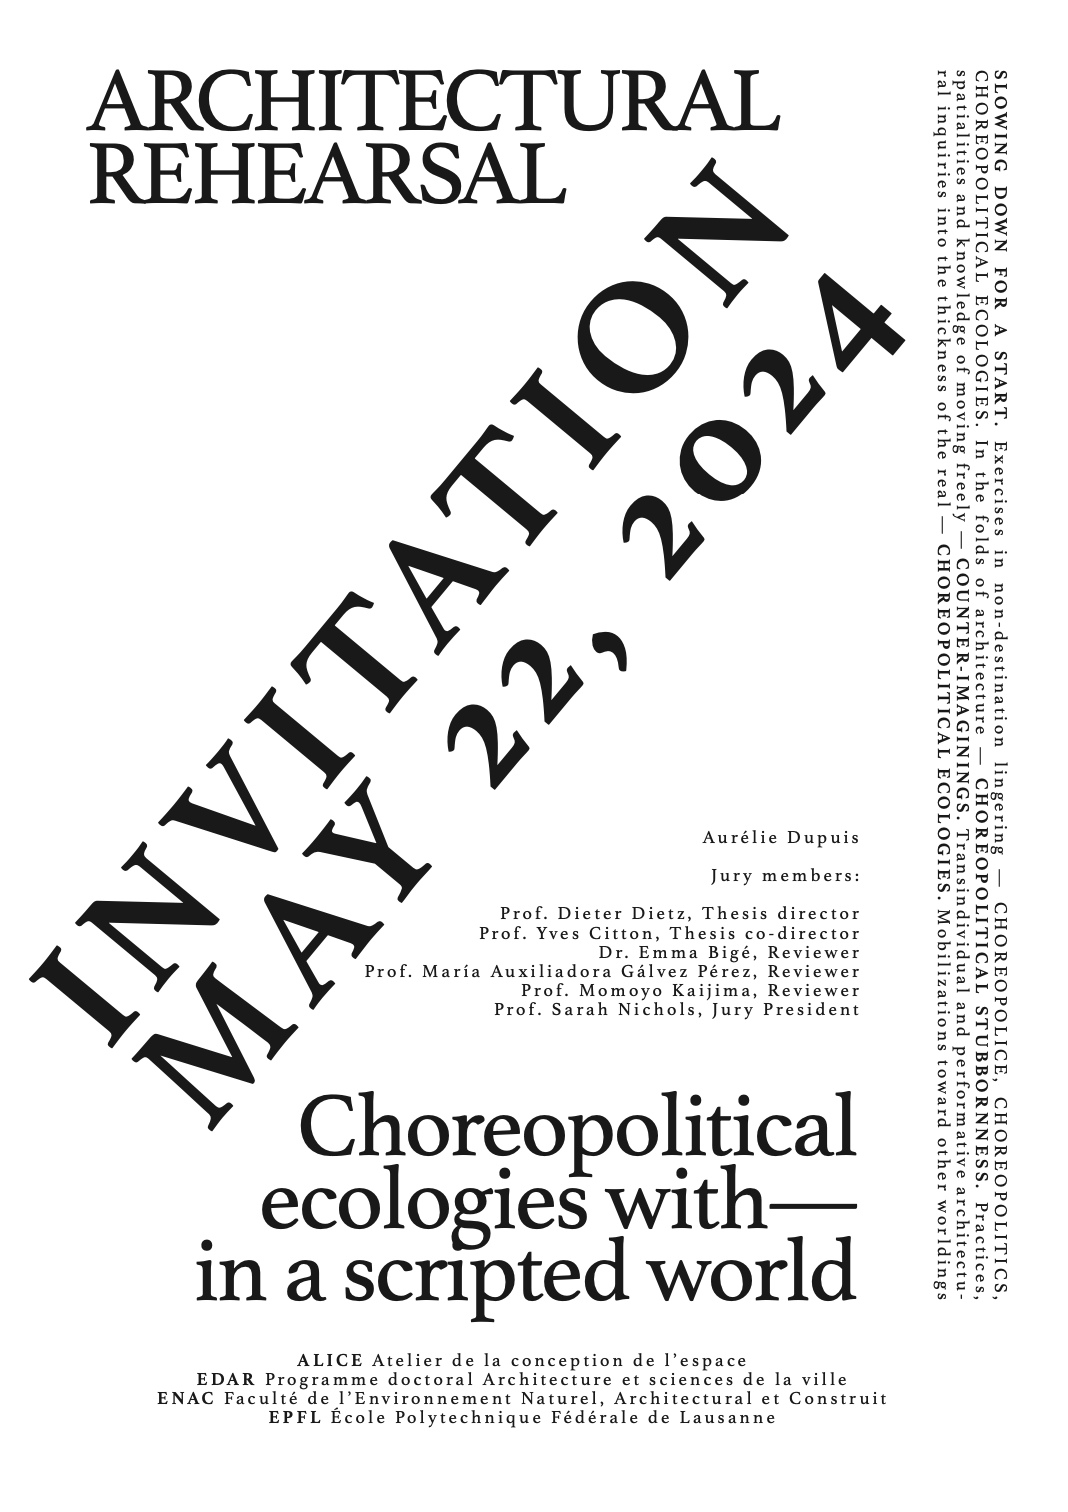 ARCHITECTURAL
REHEARSAL
INVITATION
MAY 22, 2024
SLOWING DOWN FOR A START. Exercises in non-destination lingering — CHOREOPOLICE, CHOREOPOLITICS,
CHOREOPOLITICAL ECOLOGIES. In the folds of architecture — CHOREOPOLITICAL STUBBORNNESS. Practices,
spatialities and knowledge of moving freely — COUNTER-IMAGININGS. Transindividual and performative architectu-
ral inquiries into the thickness of the real — CHOREOPOLITICAL ECOLOGIES. Mobilizations toward other worldings
Aurélie Dupuis
Jury members:
Prof. Dieter Dietz, Thesis director
Prof. Yves Citton, Thesis co-director
Dr. Emma Bigé, Reviewer
Prof. María Auxiliadora Gálvez Pérez, Reviewer
Prof. Momoyo Kaijima, Reviewer
Prof. Sarah Nichols, Jury President
Choreopolitical
ecologies with—
in a scripted world
ALICE Atelier de la conception de l’espace
EDAR Programme doctoral Architecture et sciences de la ville
ENAC Faculté de l’Environnement Naturel, Architectural et Construit
EPFL École Polytechnique Fédérale de Lausanne